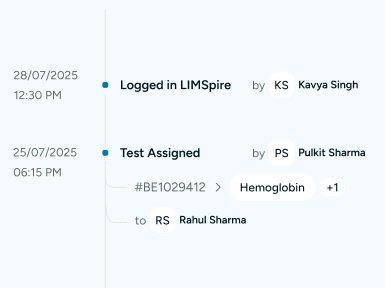 28/07/2025
12:30 PM
Logged in LIMSpire by KS Kavya Singh
25/07/2025
06:15 PM
Test Assigned by PS Pulkit Sharma
#BE1029412 > Hemoglobin +1
to RS Rahul Sharma